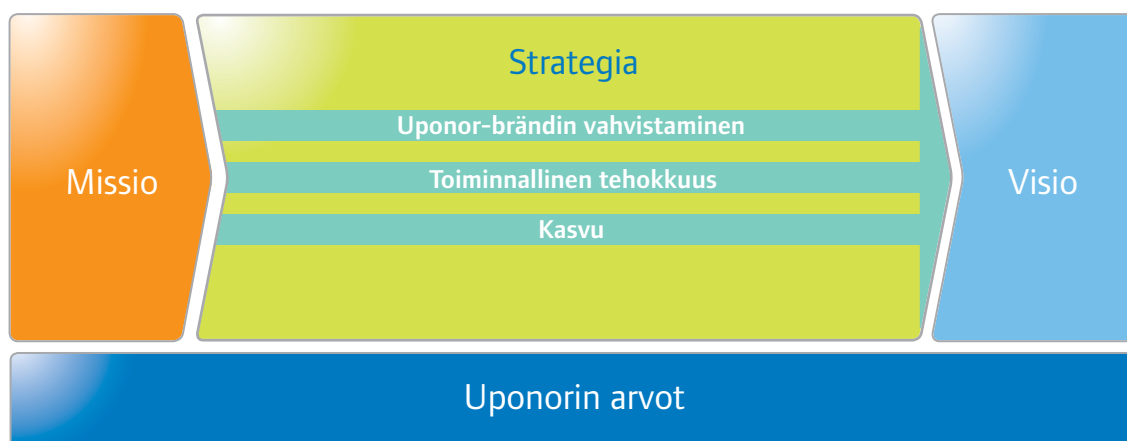 Missio
Strategia
Uponor-brändin vahvistaminen
Toiminnallinen tehokkuus
Kasvu
Visio
Uponorin arvot